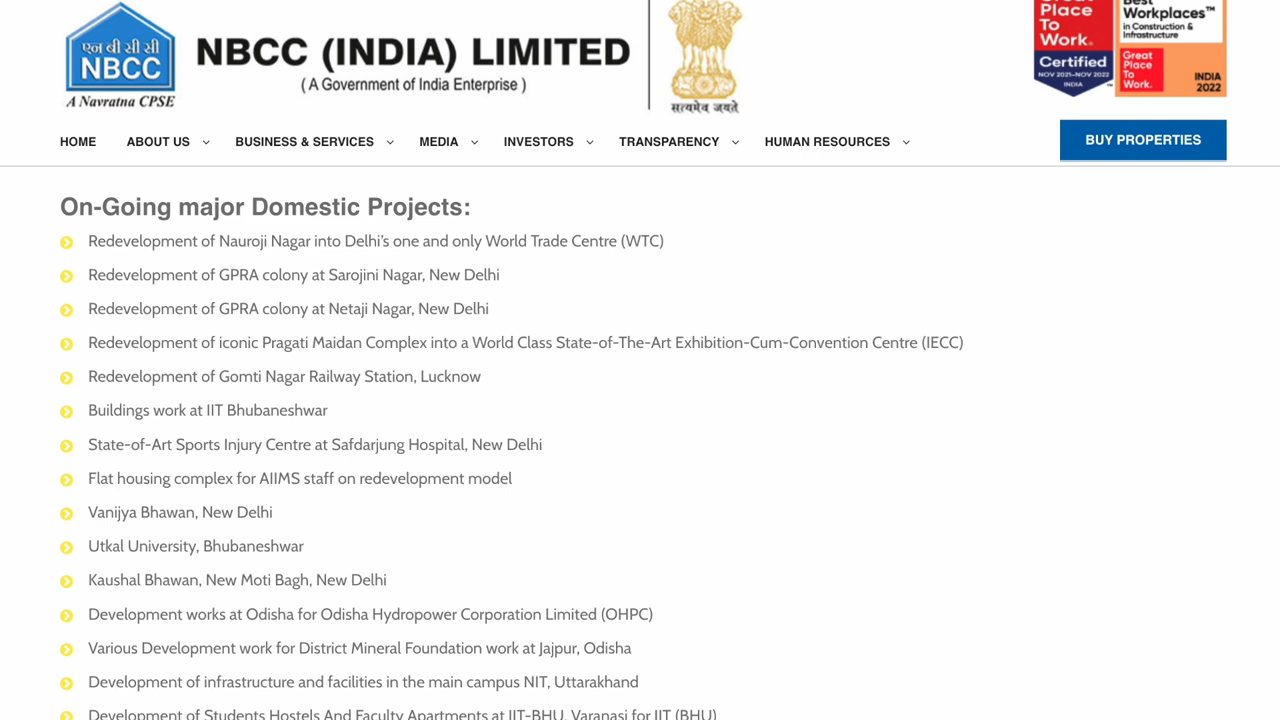 एन बी सी सी
NBCC
A Navratna CPSE
NBCC (INDIA) LIMITED
( A Government of India Enterprise )
सत्यमेव जयते
Great
Place
To
Work.
Certified
NOV 2021-NOV 2022
INDIA
Best
Workplaces™
in Construction &
Infrastructure
Great
Place
To
Work.
INDIA
2022
HOME ABOUT US BUSINESS & SERVICES MEDIA INVESTORS TRANSPARENCY HUMAN RESOURCES BUY PROPERTIES
On-Going major Domestic Projects:
Redevelopment of Nauroji Nagar into Delhi's one and only World Trade Centre (WTC)
Redevelopment of GPRA colony at Sarojini Nagar, New Delhi
Redevelopment of GPRA colony at Netaji Nagar, New Delhi
Redevelopment of iconic Pragati Maidan Complex into a World Class State-of-The-Art Exhibition-Cum-Convention Centre (IECC)
Redevelopment of Gomti Nagar Railway Station, Lucknow
Buildings work at IIT Bhubaneshwar
State-of-Art Sports Injury Centre at Safdarjung Hospital, New Delhi
Flat housing complex for AIIMS staff on redevelopment model
Vanijya Bhawan, New Delhi
Utkal University, Bhubaneshwar
Kaushal Bhawan, New Moti Bagh, New Delhi
Development works at Odisha for Odisha Hydropower Corporation Limited (OHPC)
Various Development work for District Mineral Foundation work at Jajpur, Odisha
Development of infrastructure and facilities in the main campus NIT, Uttarakhand
Development of Students Hostels And Faculty Apartments at IIT-BHU, Varanasi for IIT (BHU)